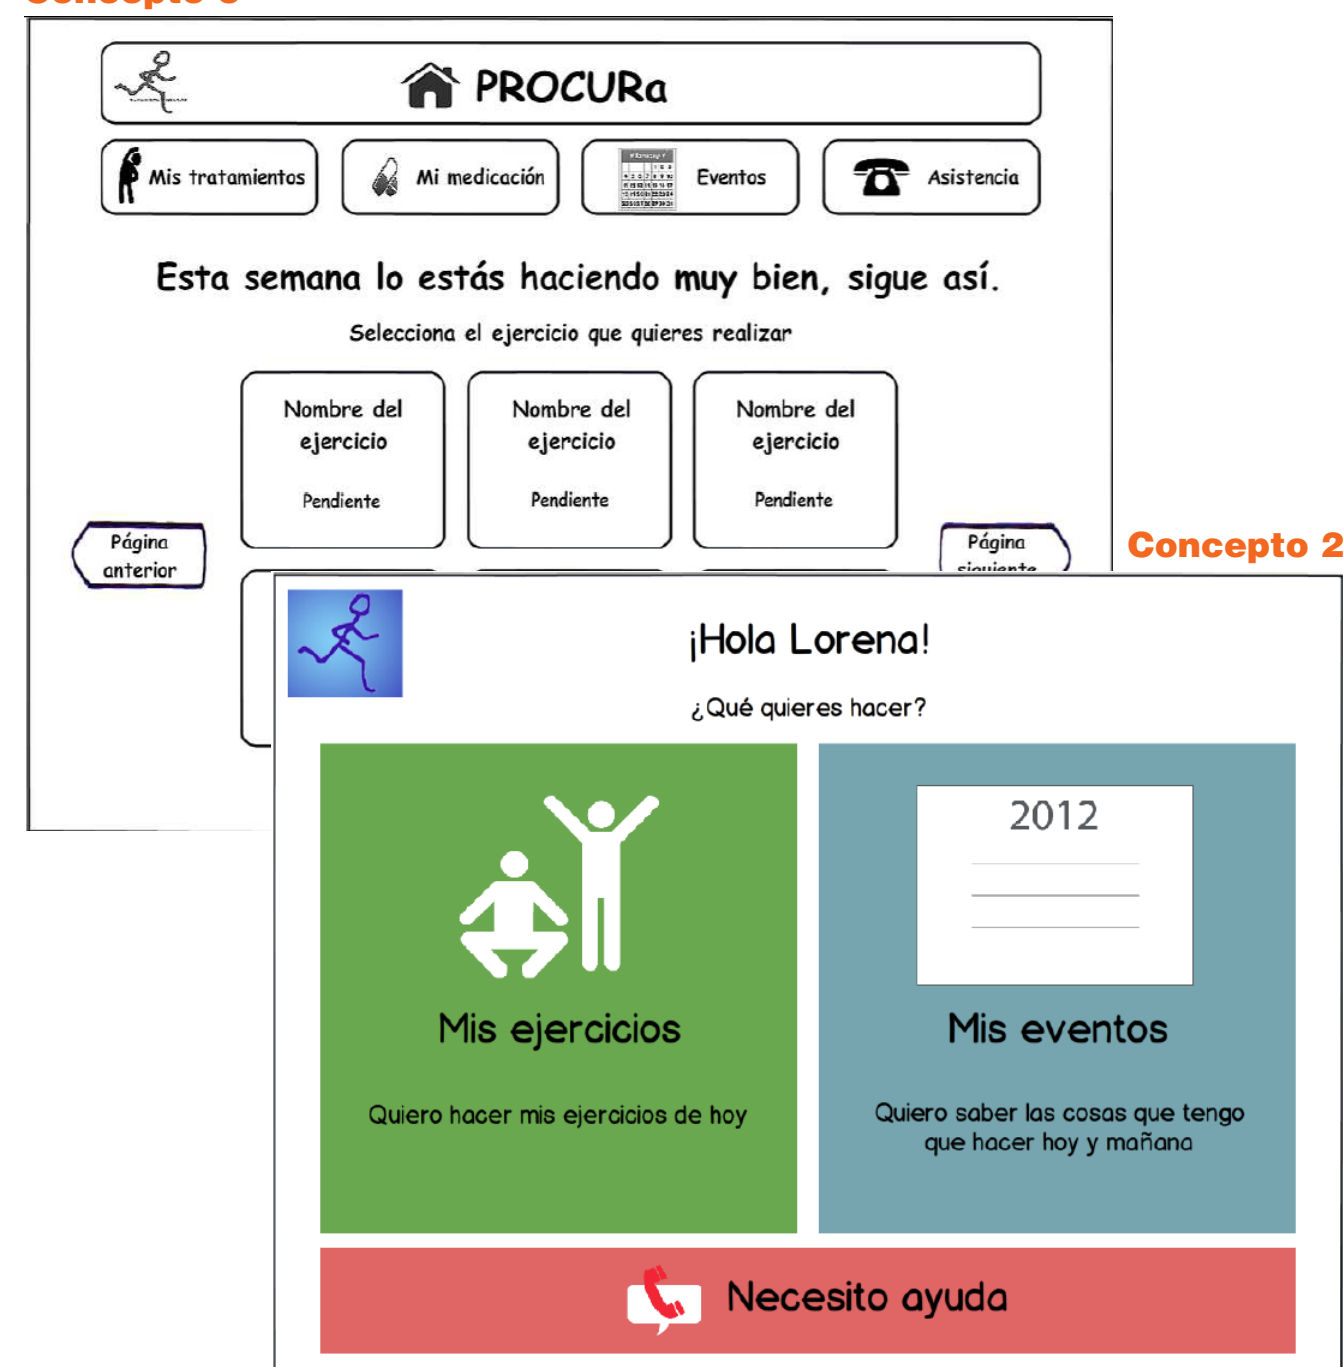 PROCURa
Mis tratamientos
Mi medicación
Eventos
Asistencia
Esta semana lo estás haciendo muy bien, sigue así.
Selecciona el ejercicio que quieres realizar
Nombre del
ejercicio
Pendiente
Nombre del
ejercicio
Pendiente
Nombre del
ejercicio
Pendiente
Página
anterior
Página
siguiente
Concepto 2
¡Hola Lorena!
¿Qué quieres hacer?
2012
Mis ejercicios
Quiero hacer mis ejercicios de hoy
Mis eventos
Quiero saber las cosas que tengo
que hacer hoy y mañana
Necesito ayuda